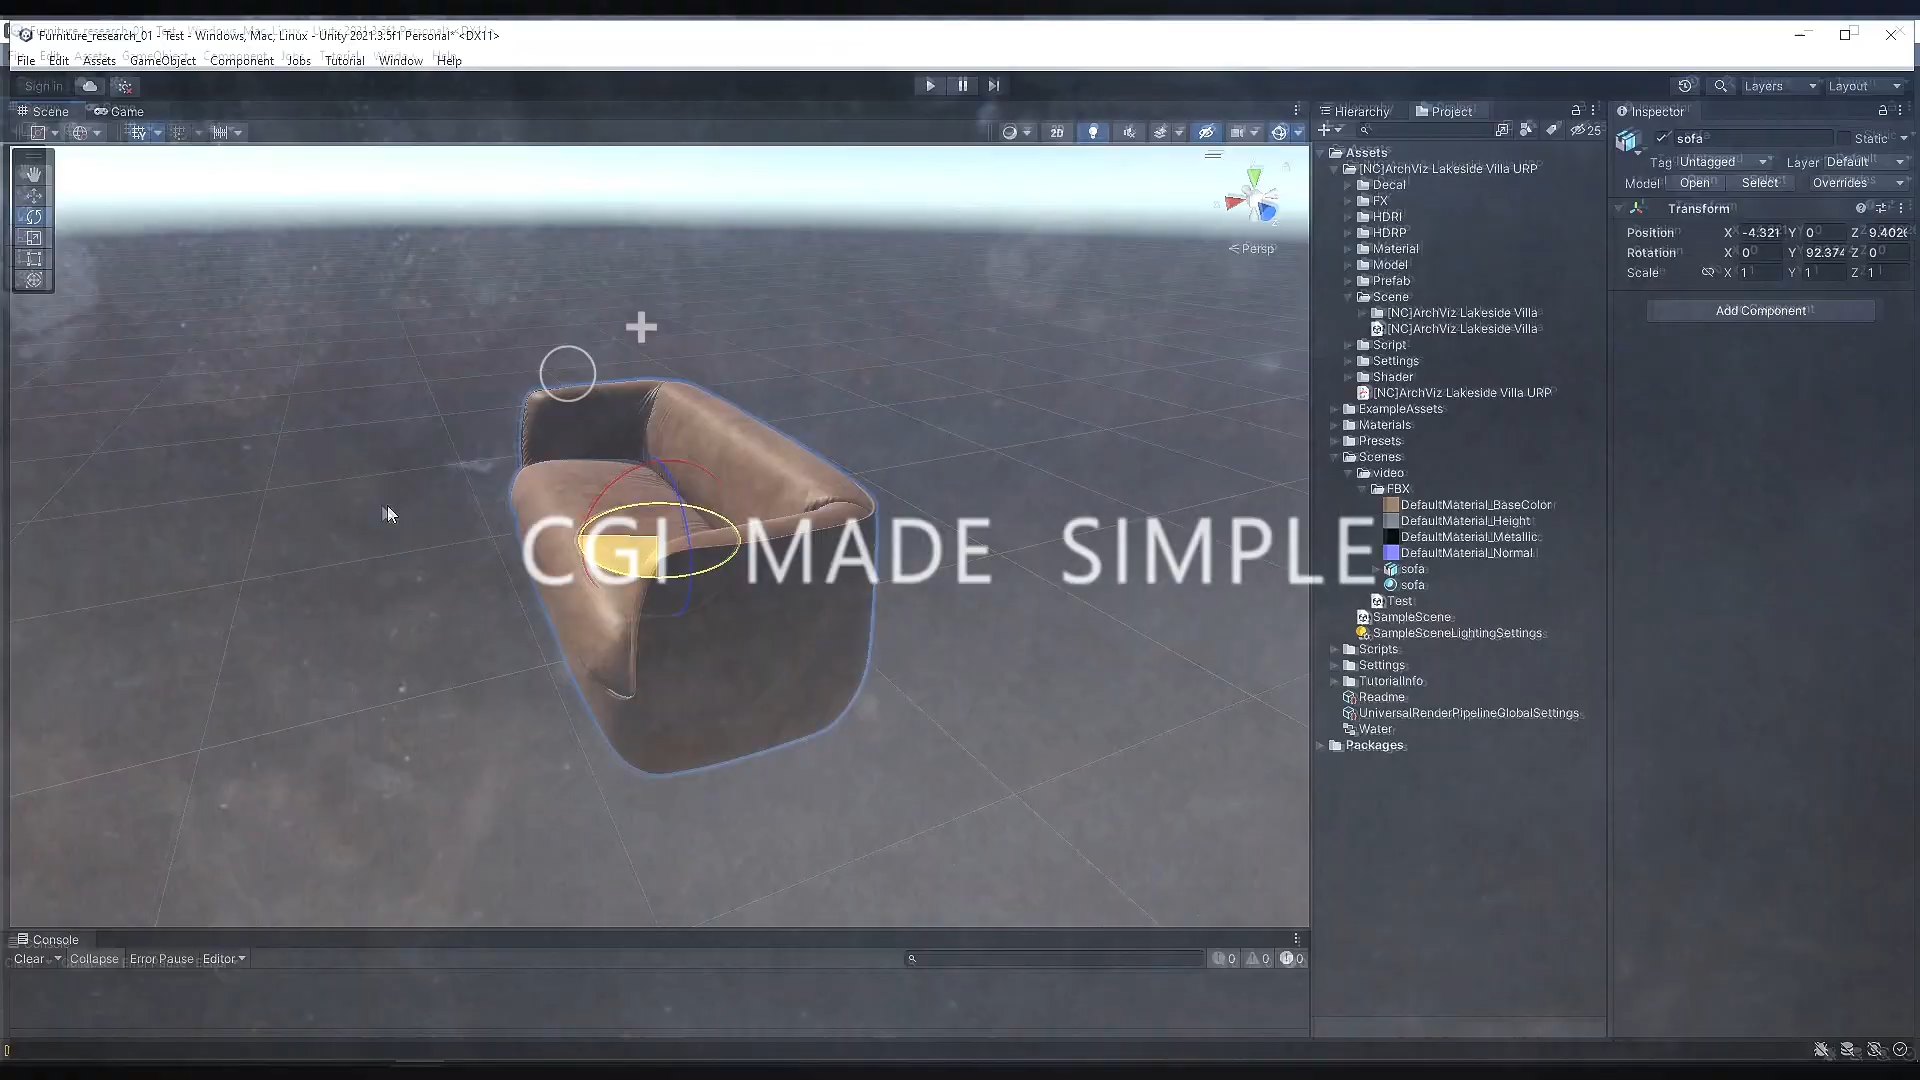 Furniture_research_01 - Test - Windows, Mac, Linux - Unity 2021.3.5f1 Personal* <DX11>
File Edit Assets GameObject Component Jobs Tutorial Window Help
Sign in
Layers Layout
Scene Game
2D
Persp
CGI MADE SIMPLE
Console
Clear Collapse Error Pause Editor
0 0 0
Hierarchy Project
25
Assets
[NC]ArchViz Lakeside Villa URP
Decal
FX
HDRI
HDRP
Material
Model
Prefab
Scene
[NC]ArchViz Lakeside Villa
[NC]ArchViz Lakeside Villa
Script
Settings
Shader
[NC]ArchViz Lakeside Villa URP
ExampleAssets
Materials
Presets
Scenes
video
FBX
DefaultMaterial_BaseColor
DefaultMaterial_Height
DefaultMaterial_Metallic
DefaultMaterial_Normal
sofa
sofa
Test
SampleScene
SampleSceneLightingSettings
Scripts
Settings
TutorialInfo
Readme
UniversalRenderPipelineGlobalSettings
Water
Packages
Inspector
sofa Static
Tag Untagged Layer Default
Model Open Select Overrides
Transform
Position X -4.321 Y 0 Z 9.402
Rotation X 0 Y 92.374 Z 0
Scale X 1 Y 1 Z 1
Add Component